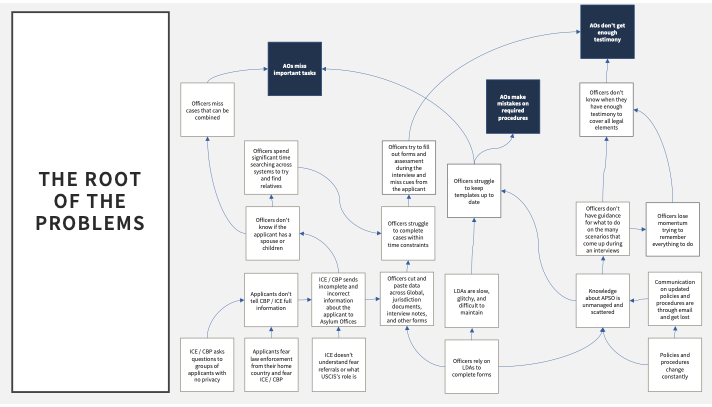 THE ROOT
OF THE
PROBLEMS
AOs don't get
enough
testimony
AOs miss
important tasks
Officers miss
cases that can be
combined
AOs make
mistakes on
required
procedures
Officers don't
know when they
have enough
testimony to
cover all legal
elements
Officers spend
significant time
searching across
systems to try
and find
relatives
Officers try to fill
out forms and
assessment
during the
interview and
miss cues from
the applicant
Officers struggle
to keep
templates up to
date
Officers don't
know if the
applicant has a
spouse or
children
Officers struggle
to complete
cases within
time constraints
Officers don't
have guidance
for what to do
on the many
scenarios that
come up during
an interviews
Officers lose
momentum
trying to
remember
everything to do
Applicants don't
tell CBP / ICE full
information
ICE / CBP sends
incomplete and
incorrect
information
about the
applicant to
Asylum Offices
Officers cut and
paste data
across Global,
jurisdiction
documents,
interview notes,
and other forms
LDAs are slow,
glitchy, and
difficult to
maintain
Knowledge
about APSO is
unmanaged and
scattered
Communication
on updated
policies and
procedures are
through email
and get lost
ICE / CBP asks
questions to
groups of
applicants with
no privacy
Applicants fear
law enforcement
from their home
country and fear
ICE / CBP
ICE doesn't
understand fear
referrals or what
USCIS's role is
Officers rely on
LDAs to
complete forms
Policies and
procedures
change
constantly